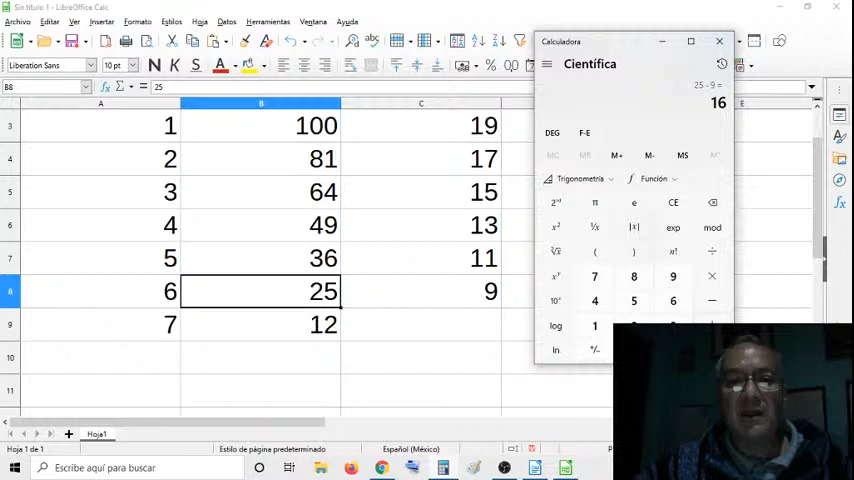 Sin título 1 - LibreOffice Calc
Archivo Editar Ver Insertar Formato Estilos Hoja Datos Herramientas Ventana Ayuda
Liberation Sans 10 pt N K S A
B8 25
Calculadora
Científica
25 - 9 =
16
DEG F-E
MC MR M+ M- MS M˅
Trigonometría Función
2ⁿᵈ π e CE
x² ¹/x |x| exp mod
²√x ( ) n! ÷
xʸ 7 8 9 ×
10ˣ 4 5 6 −
log 1
ln +/−
A B C E
3 1 100 19
4 2 81 17
5 3 64 15
6 4 49 13
7 5 36 11
8 6 25 9
9 7 12
10
11
Hoja1
Hoja 1 de 1 Estilo de página predeterminado Español (México)
Escribe aquí para buscar